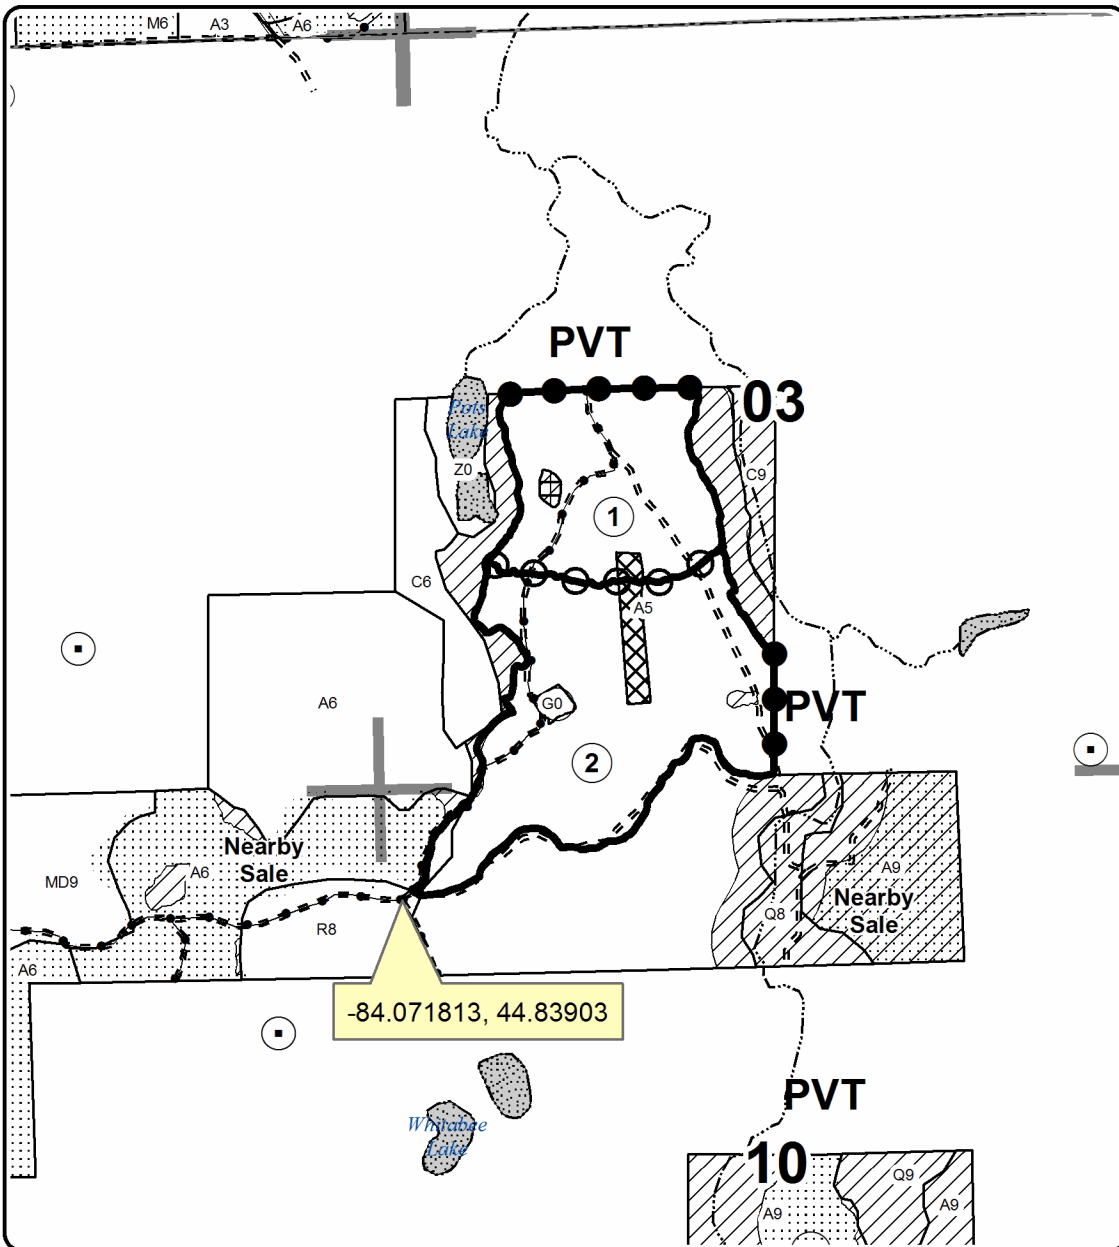 M6
A3
A6
PVT
03
Pots
Lake
Z0
C9
1
C6
A5
A6
G0
PVT
2
Nearby
Sale
MD9
A6
A9
Nearby
Sale
Q8
R8
A6
-84.071813, 44.83903
PVT
Whitabee
Lake
10
Q9
A9
A9